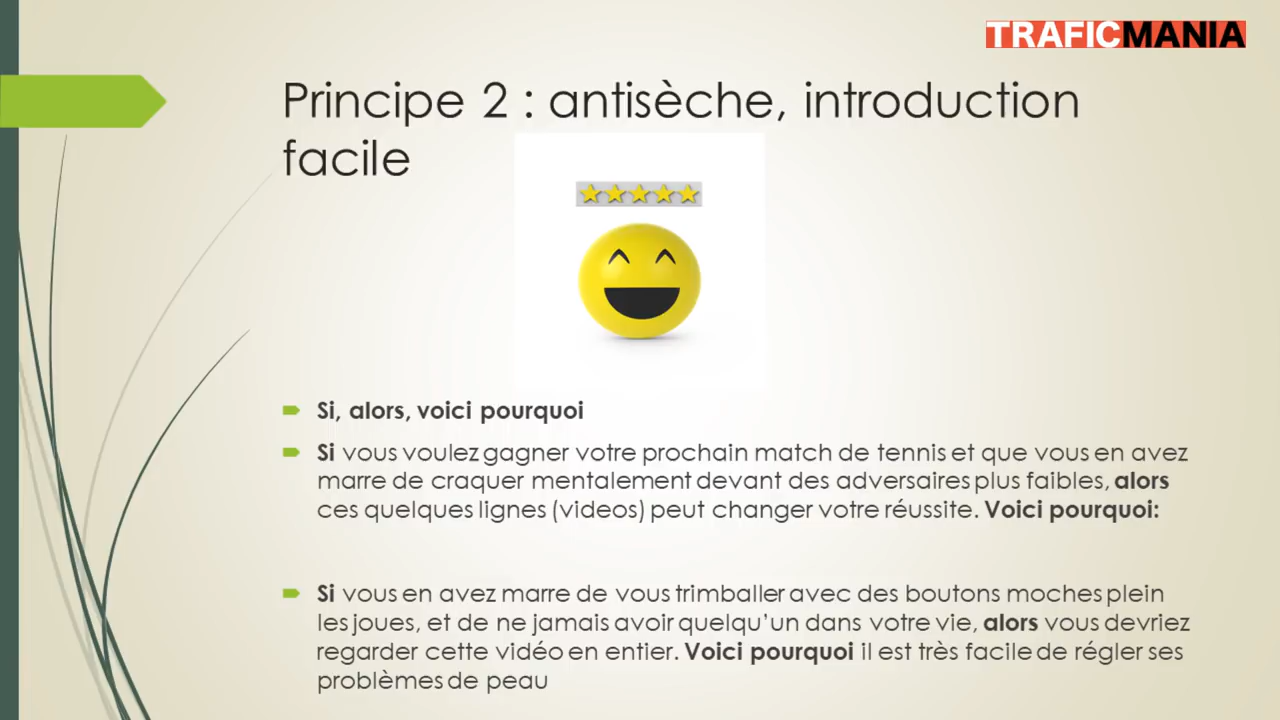 TRAFICMANIA
Principe 2 : antisèche, introduction
facile
Si, alors, voici pourquoi
Si vous voulez gagner votre prochain match de tennis et que vous en avez
marre de craquer mentalement devant des adversaires plus faibles, alors
ces quelques lignes (videos) peut changer votre réussite. Voici pourquoi:
Si vous en avez marre de vous trimballer avec des boutons moches plein
les joues, et de ne jamais avoir quelqu’un dans votre vie, alors vous devriez
regarder cette vidéo en entier. Voici pourquoi il est très facile de régler ses
problèmes de peau